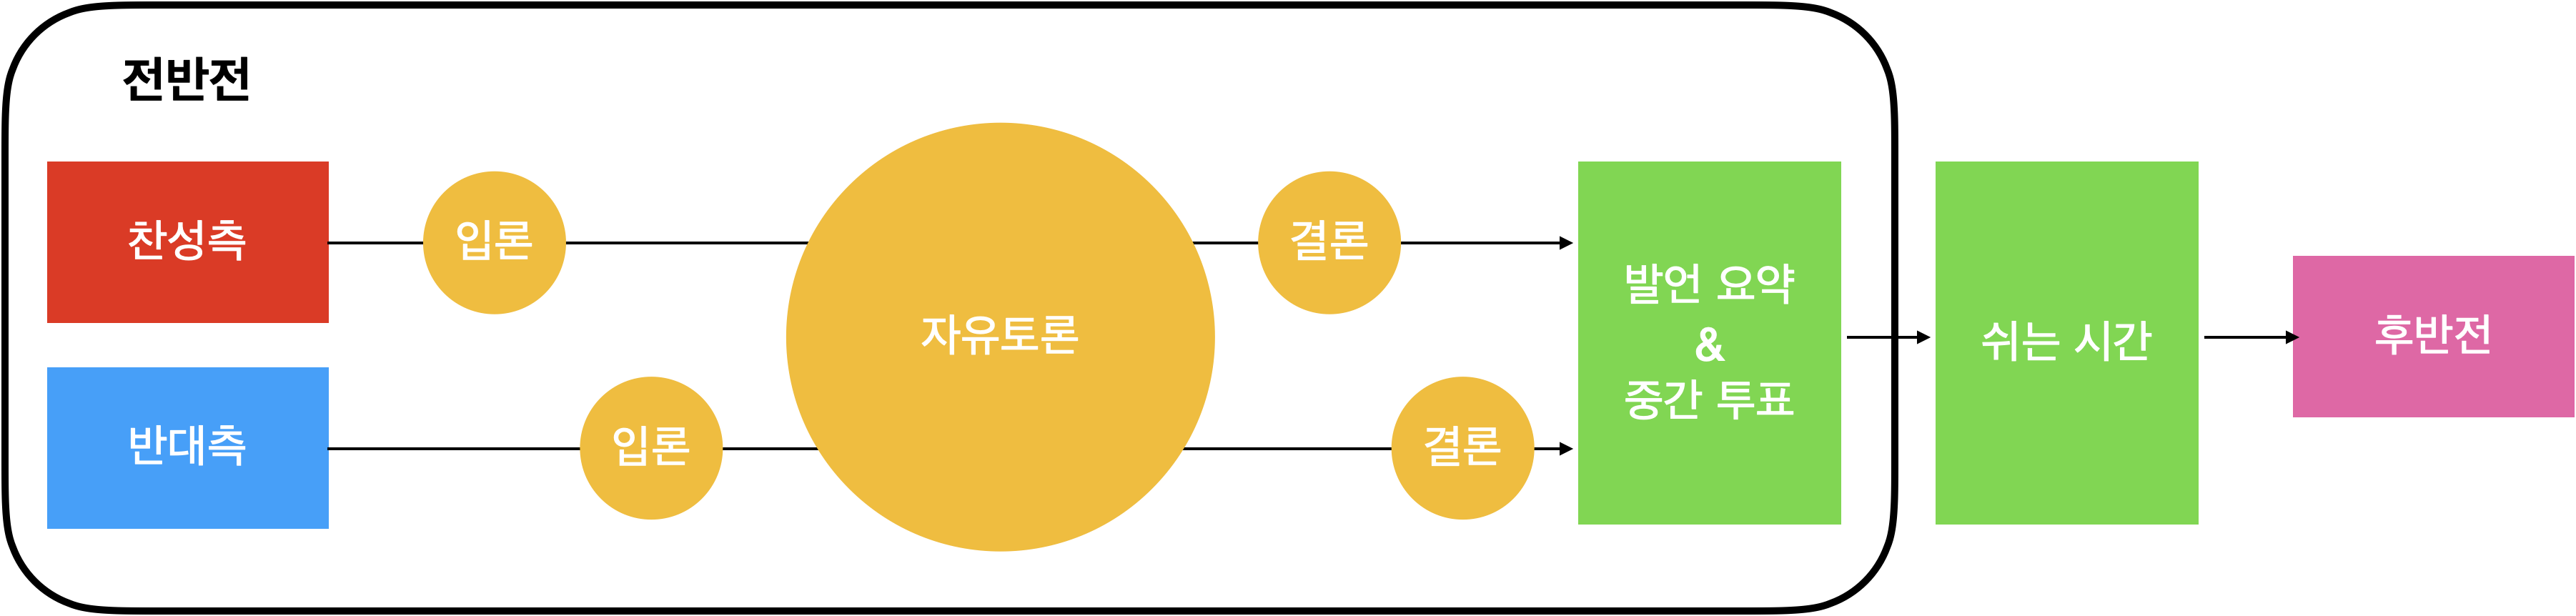 전반전
찬성측
입론
자유토론
결론
반대측
입론
결론
발언 요약
&
중간 투표
쉬는 시간
후반전